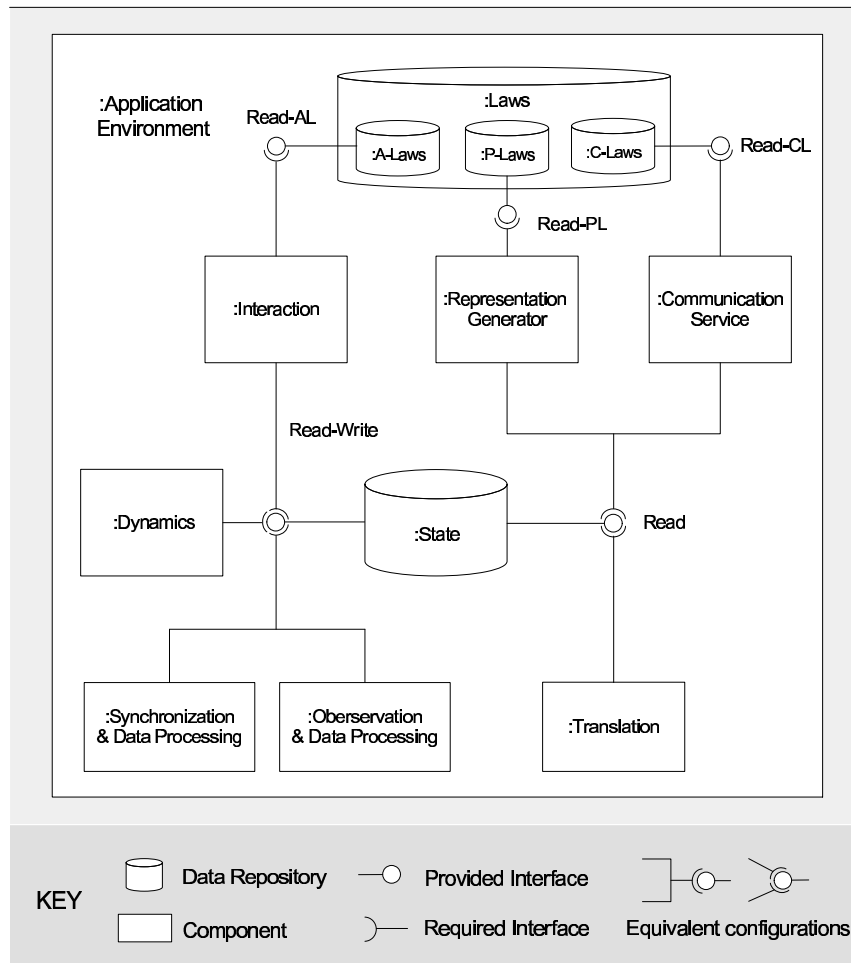 :Application
Environment
Read-AL
:Laws
:A-Laws
:P-Laws
:C-Laws
Read-CL
Read-PL
:Interaction
:Representation
Generator
:Communication
Service
Read-Write
:Dynamics
:State
Read
:Synchronization
& Data Processing
:Oberservation
& Data Processing
:Translation
KEY
Data Repository
Provided Interface
Component
Required Interface
Equivalent configurations